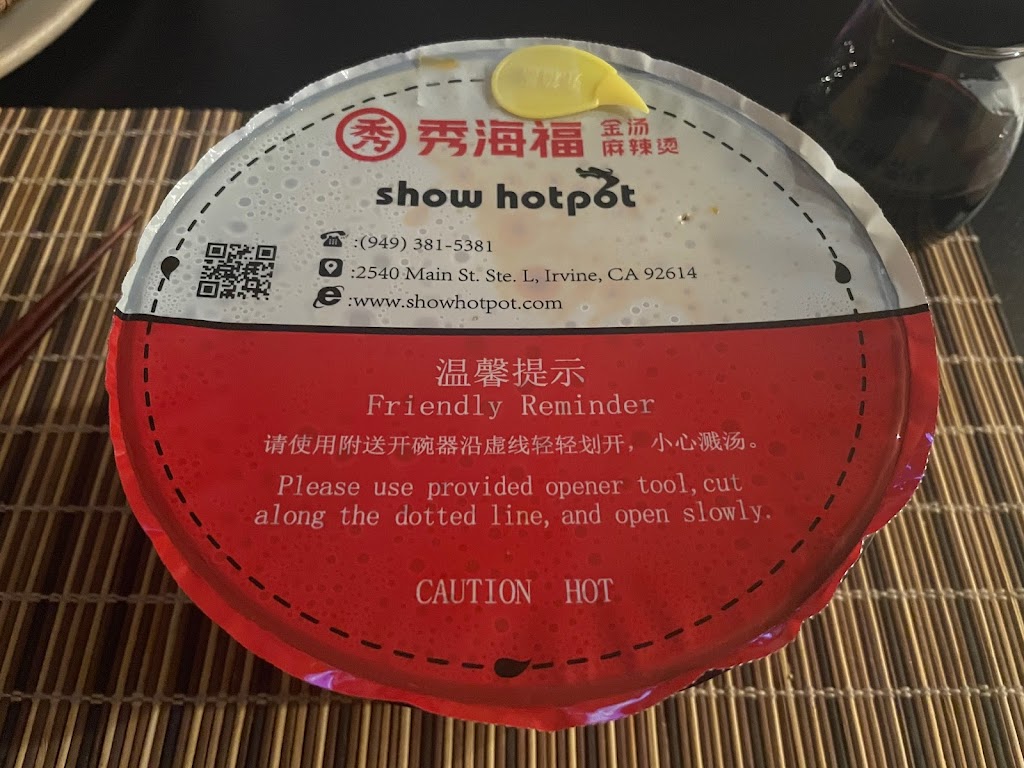 秀 秀海福 金汤
麻辣烫
show hotpot
:(949) 381-5381
:2540 Main St. Ste. L, Irvine, CA 92614
:www.showhotpot.com
温馨提示
Friendly Reminder
请使用附送开碗器沿虚线轻轻划开，小心溅汤。
Please use provided opener tool,cut
along the dotted line,and open slowly.
CAUTION HOT